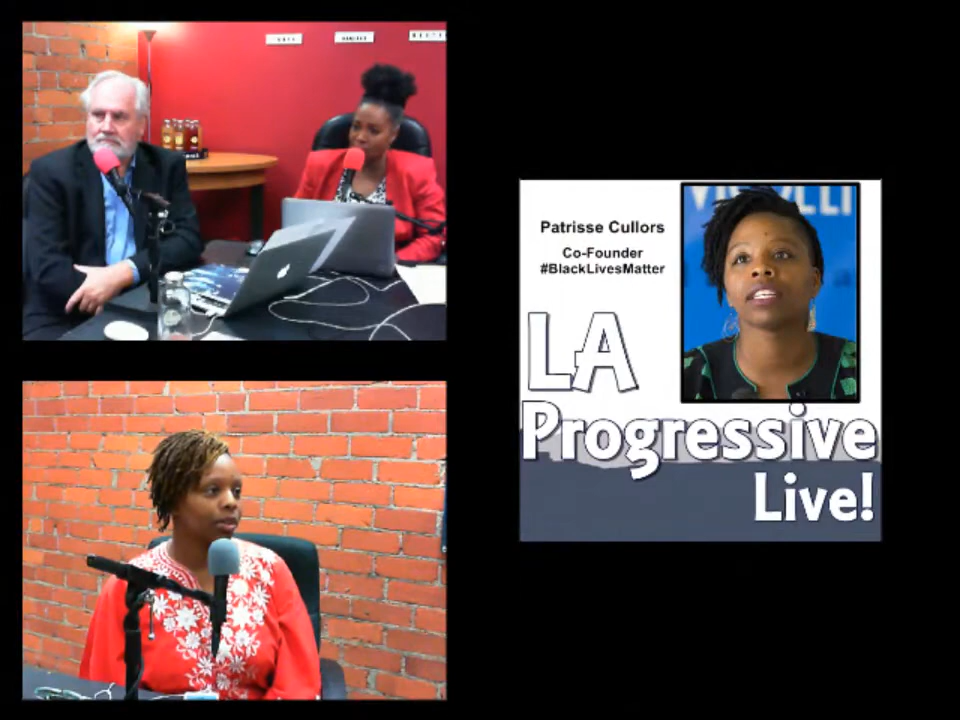 Patrisse Cullors
Co-Founder
#BlackLivesMatter
LA
Progressive
Live!